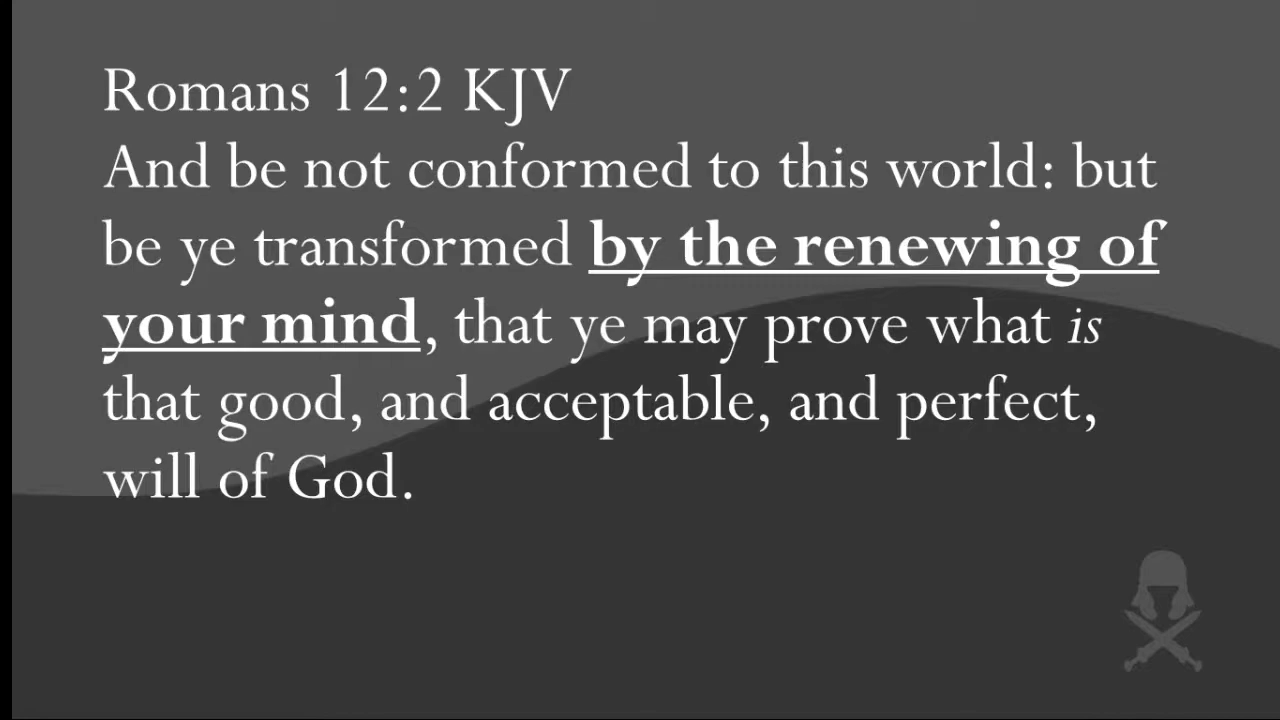 Romans 12:2 KJV
And be not conformed to this world: but
be ye transformed by the renewing of
your mind, that ye may prove what is
that good, and acceptable, and perfect,
will of God.